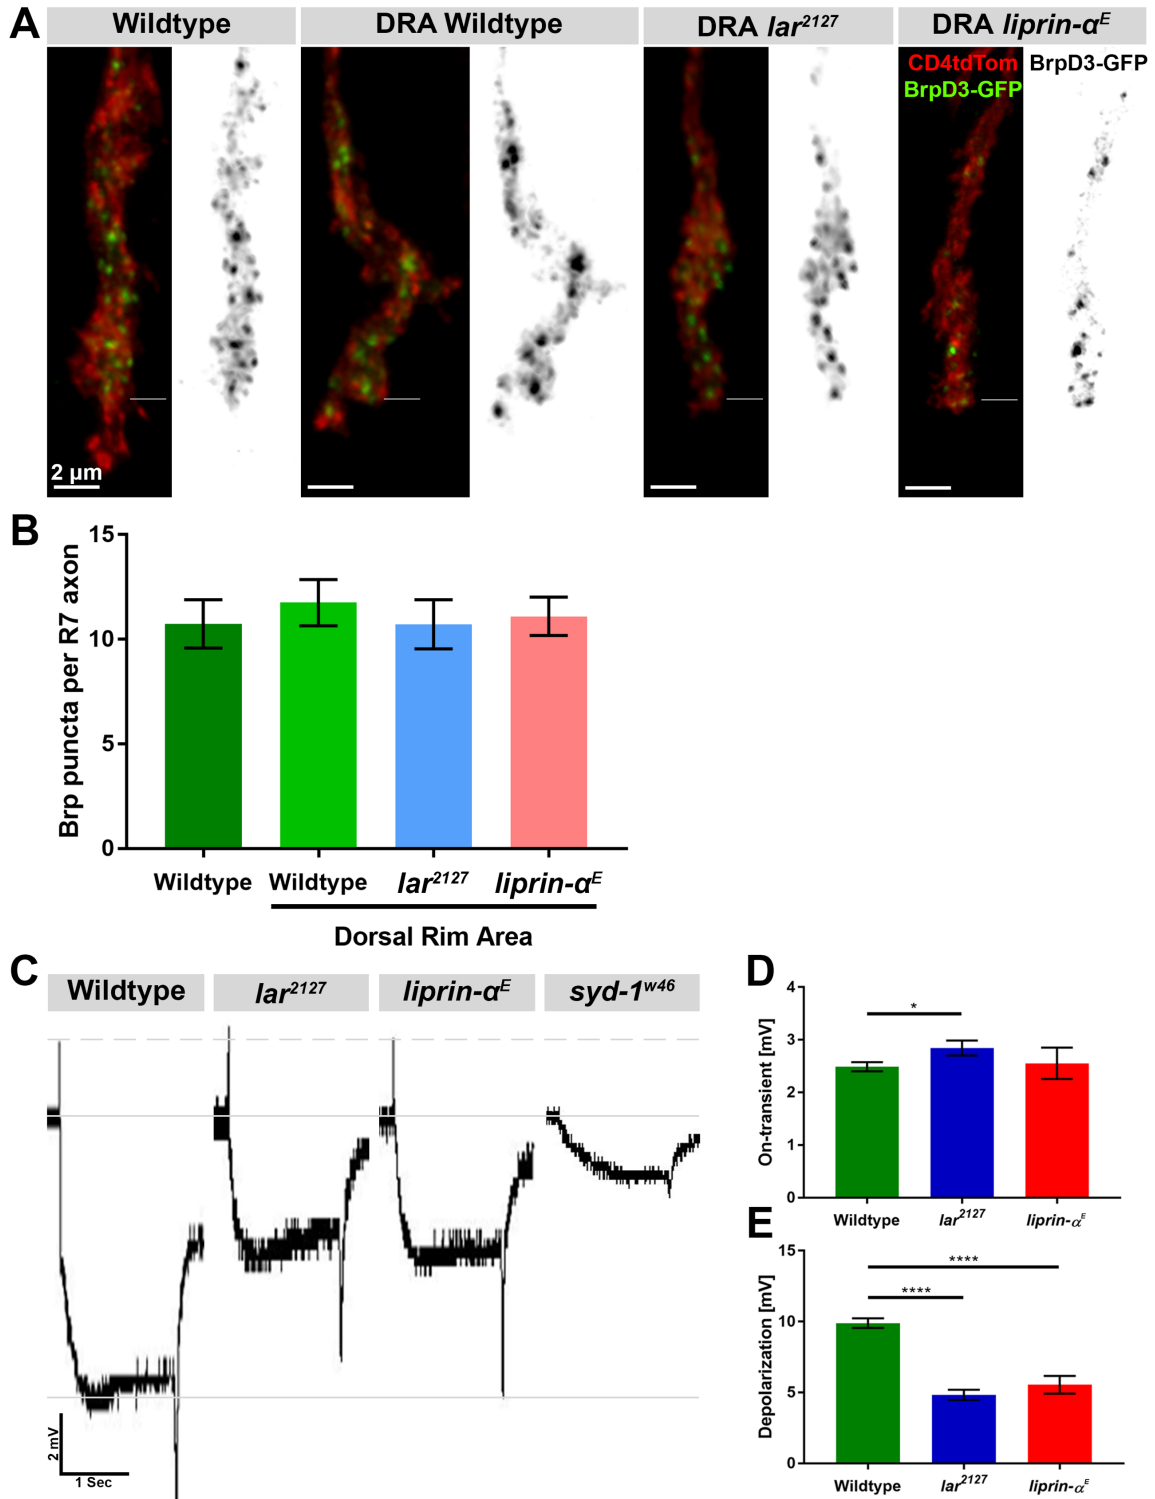 A
Wildtype
DRA Wildtype
DRA lar²¹²⁷
DRA liprin-αᴱ
CD4tdTom
BrpD3-GFP
BrpD3-GFP
2 µm
B
Brp puncta per R7 axon
15
10
5
0
Wildtype
Wildtype
lar²¹²⁷
liprin-αᴱ
Dorsal Rim Area
C
Wildtype
lar²¹²⁷
liprin-αᴱ
syd-1ʷ⁴⁶
2 mV
1 Sec
D
On-transient [mV]
4
3
2
1
0
*
Wildtype
lar²¹²⁷
liprin-αᴱ
E
Depolarization [mV]
15
10
5
0
****
****
Wildtype
lar²¹²⁷
liprin-αᴱ